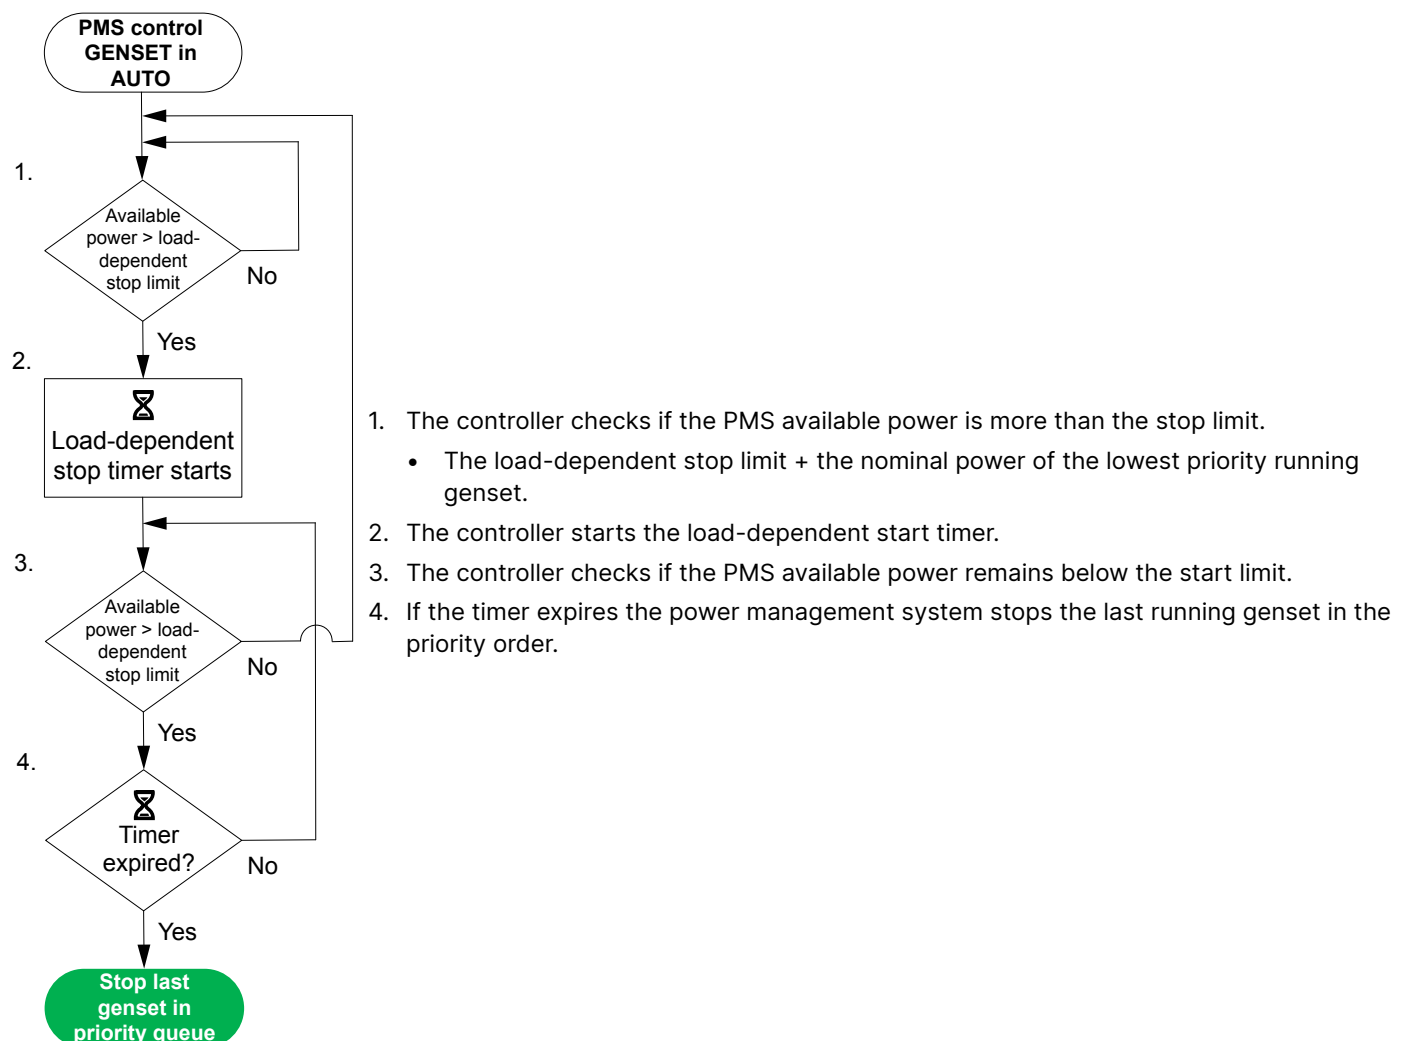 PMS control
GENSET in
AUTO
1.
Available
power > load-
dependent
stop limit
No
Yes
2.
Load-dependent
stop timer starts
3.
Available
power > load-
dependent
stop limit
No
Yes
4.
Timer
expired?
No
Yes
Stop last
genset in
priority queue
1. The controller checks if the PMS available power is more than the stop limit.
• The load-dependent stop limit + the nominal power of the lowest priority running
genset.
2. The controller starts the load-dependent start timer.
3. The controller checks if the PMS available power remains below the start limit.
4. If the timer expires the power management system stops the last running genset in the
priority order.